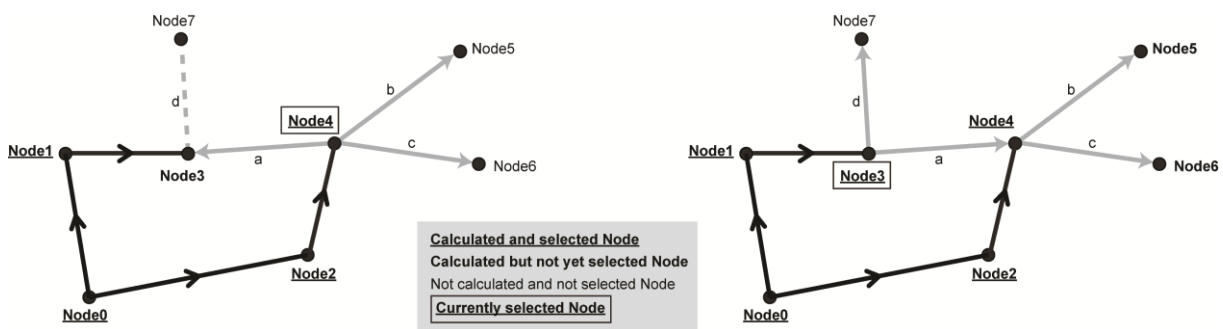 Node7
Node5
d
b
Node4
Node1
a
c
Node3
Node6
Node2
Node0
Calculated and selected Node
Calculated but not yet selected Node
Not calculated and not selected Node
Currently selected Node
Node7
Node5
d
b
Node4
Node1
a
c
Node3
Node6
Node2
Node0